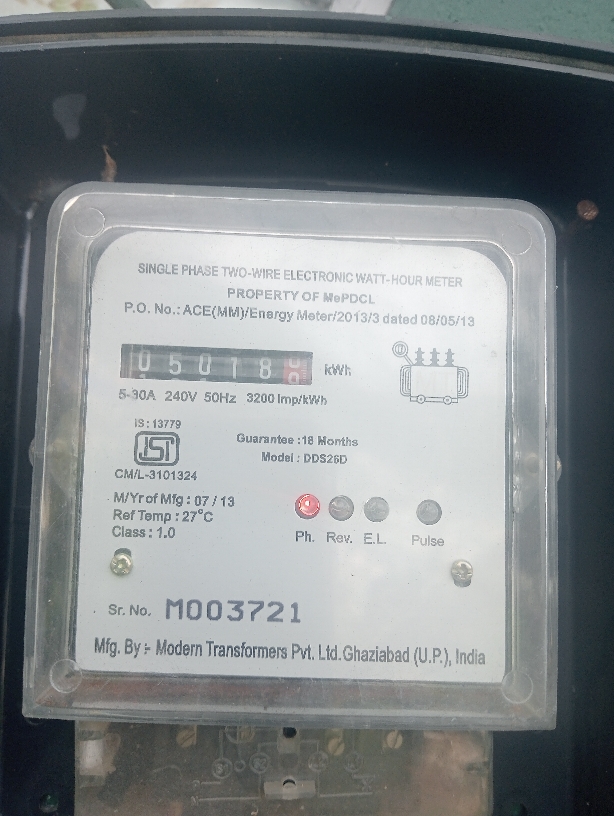 SINGLE PHASE TWO-WIRE ELECTRONIC WATT-HOUR METER
PROPERTY OF MePDCL
P.O. No.: ACE(MM)/Energy Meter/2013/3 dated 08/05/13
05018 kWh
5-30A 240V 50Hz 3200 Imp/kWh
IS: 13779
ISI
CM/L-3101324
Guarantee :18 Months
Model : DDS26D
M/Yr of Mfg : 07 / 13
Ref Temp : 27°C
Class : 1.0
Ph. Rev. E.L. Pulse
Sr. No. M003721
Mfg. By :- Modern Transformers Pvt. Ltd. Ghaziabad (U.P.), India